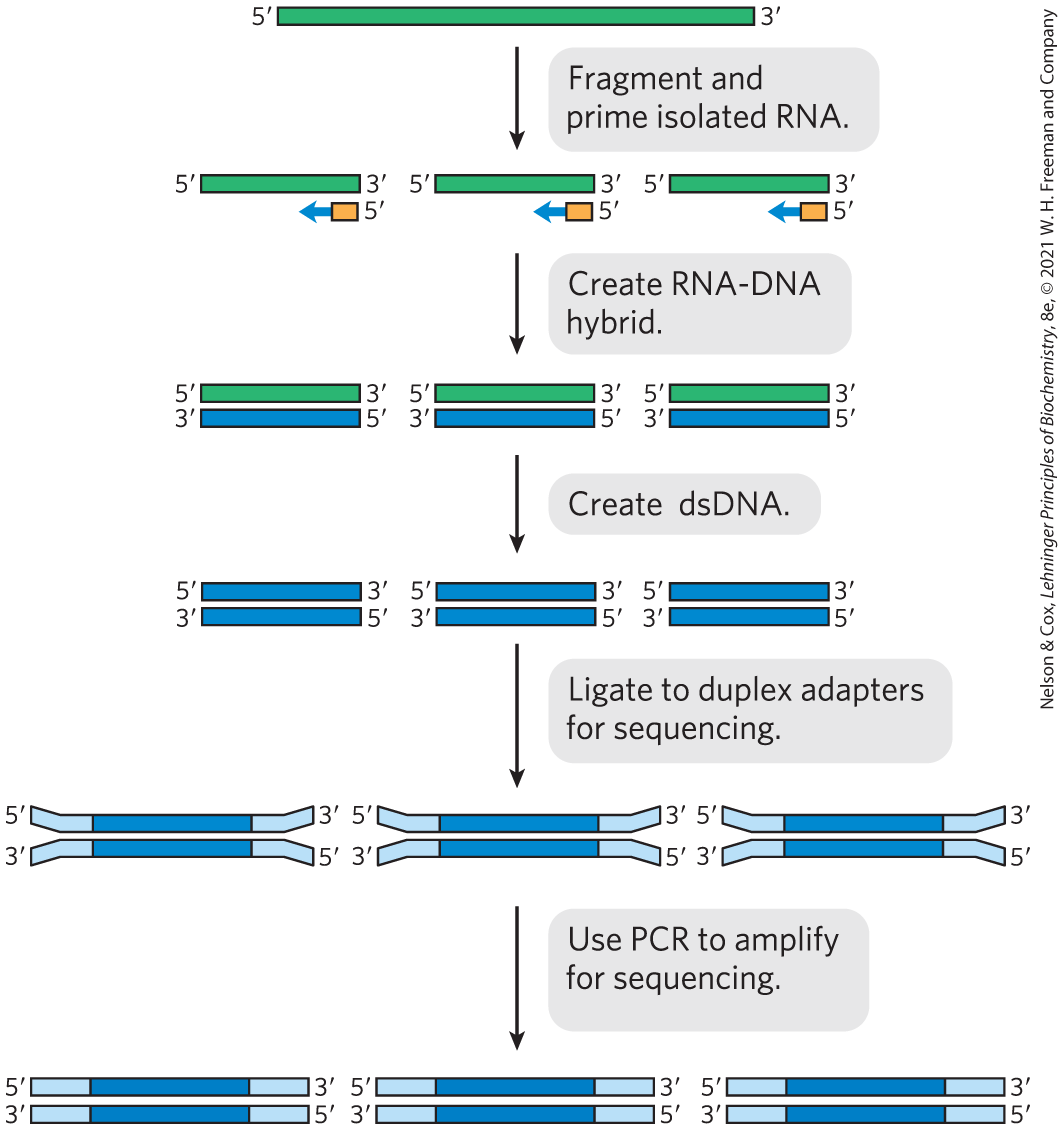 5′ 3′
Fragment and
prime isolated RNA.
5′ 3′ 5′ 3′ 5′ 3′
5′ 5′ 5′
Create RNA-DNA
hybrid.
5′ 3′ 5′ 3′ 5′ 3′
3′ 5′ 3′ 5′ 3′ 5′
Create dsDNA.
5′ 3′ 5′ 3′ 5′ 3′
3′ 5′ 3′ 5′ 3′ 5′
Ligate to duplex adapters
for sequencing.
5′ 3′ 5′ 3′ 5′ 3′
3′ 5′ 3′ 5′ 3′ 5′
Use PCR to amplify
for sequencing.
5′ 3′ 5′ 3′ 5′ 3′
3′ 5′ 3′ 5′ 3′ 5′
Nelson & Cox, Lehninger Principles of Biochemistry, 8e, © 2021 W. H. Freeman and Company